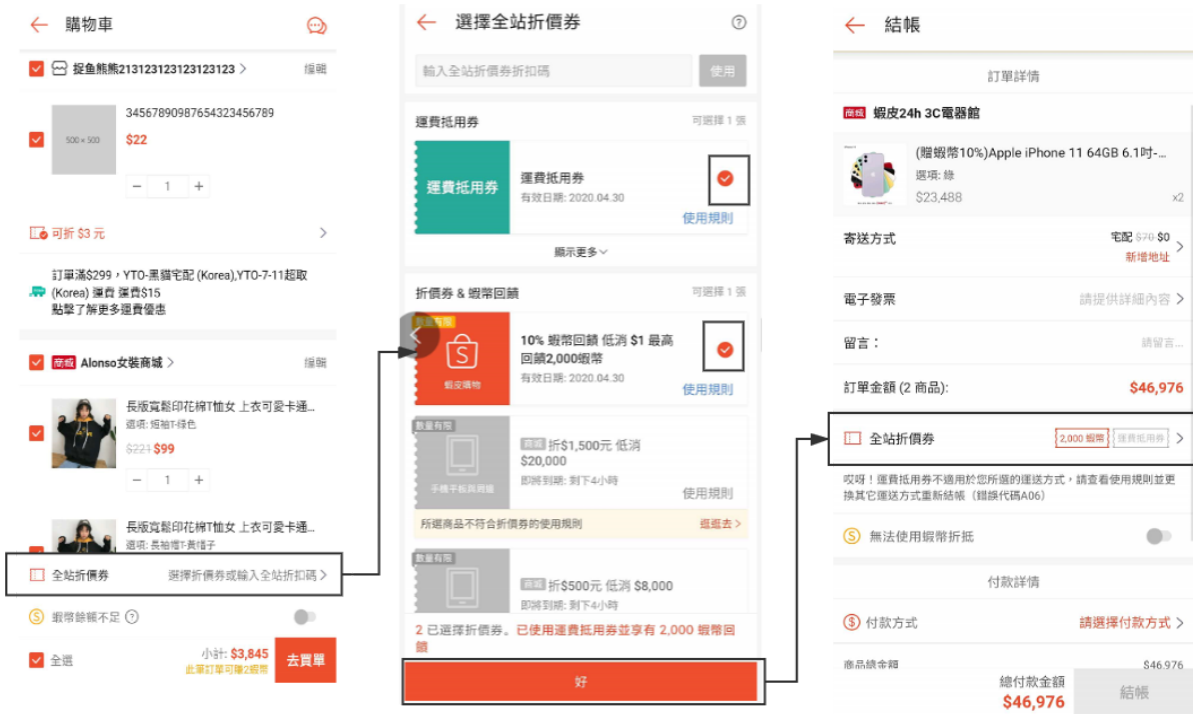 購物車
捉鱼熊熊213123123123123123 >
編輯
34567890987654323456789
500 × 500
$22
1
可折 $3 元
訂單滿$299，YTO-黑貓宅配 (Korea),YTO-7-11超取
(Korea) 運費 運費$15
點擊了解更多運費優惠
商城 Alonso女裝商城 >
編輯
長版寬鬆印花棉T恤女 上衣可愛卡通...
選項: 短袖T-綠色
$221 $99
1
長版寬鬆印花棉T恤女 上衣可愛卡通...
選項: 長袖帽T-黃帽子
全站折價券
選擇折價券或輸入全站折扣碼 >
蝦幣餘額不足
全選
小計: $3,845
此筆訂單可賺2蝦幣
去買單
選擇全站折價券
輸入全站折價券折扣碼
使用
運費抵用券
可選擇 1 張
運費抵用券
運費抵用券
有效日期: 2020.04.30
使用規則
顯示更多
折價券 & 蝦幣回饋
可選擇 1 張
數量有限
蝦皮購物
10% 蝦幣回饋 低消 $1 最高
回饋2,000蝦幣
有效日期: 2020.04.30
使用規則
數量有限
手機平板與周邊
商城 折$1,500元 低消
$20,000
即將到期: 剩下4小時
使用規則
所選商品不符合折價券的使用規則
逛逛去 >
數量有限
商城 折$500元 低消 $8,000
即將到期: 剩下4小時
2 已選擇折價券。已使用運費抵用券並享有 2,000 蝦幣回
饋
好
結帳
訂單詳情
商城 蝦皮24h 3C電器館
(贈蝦幣10%)Apple iPhone 11 64GB 6.1吋-...
選項: 綠
$23,488
x2
寄送方式
宅配 $70 $0
新增地址
電子發票
請提供詳細內容 >
留言：
請留言...
訂單金額 (2 商品):
$46,976
全站折價券
2,000 蝦幣
運費抵用券
哎呀！運費抵用券不適用於您所選的運送方式，請查看使用規則並更
換其它運送方式重新結帳（錯誤代碼A06）
無法使用蝦幣折抵
付款詳情
付款方式
請選擇付款方式 >
商品總金額
$46,976
總付款金額
$46,976
結帳